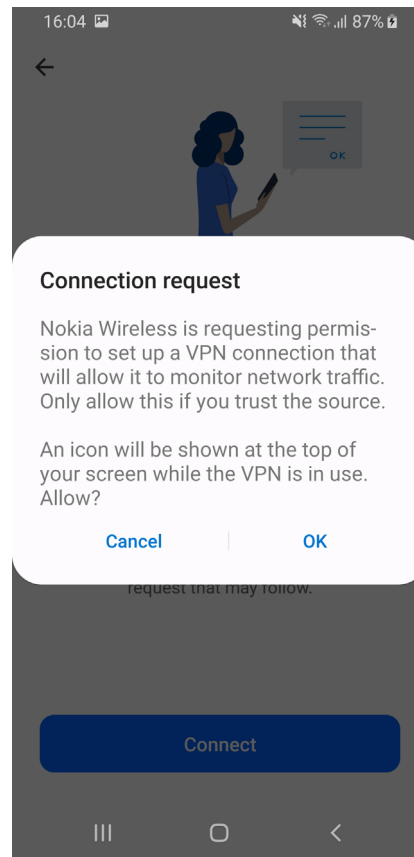 16:04 87%
OK
Connection request
Nokia Wireless is requesting permis-
sion to set up a VPN connection that
will allow it to monitor network traffic.
Only allow this if you trust the source.
An icon will be shown at the top of
your screen while the VPN is in use.
Allow?
Cancel OK
request that may follow.
Connect